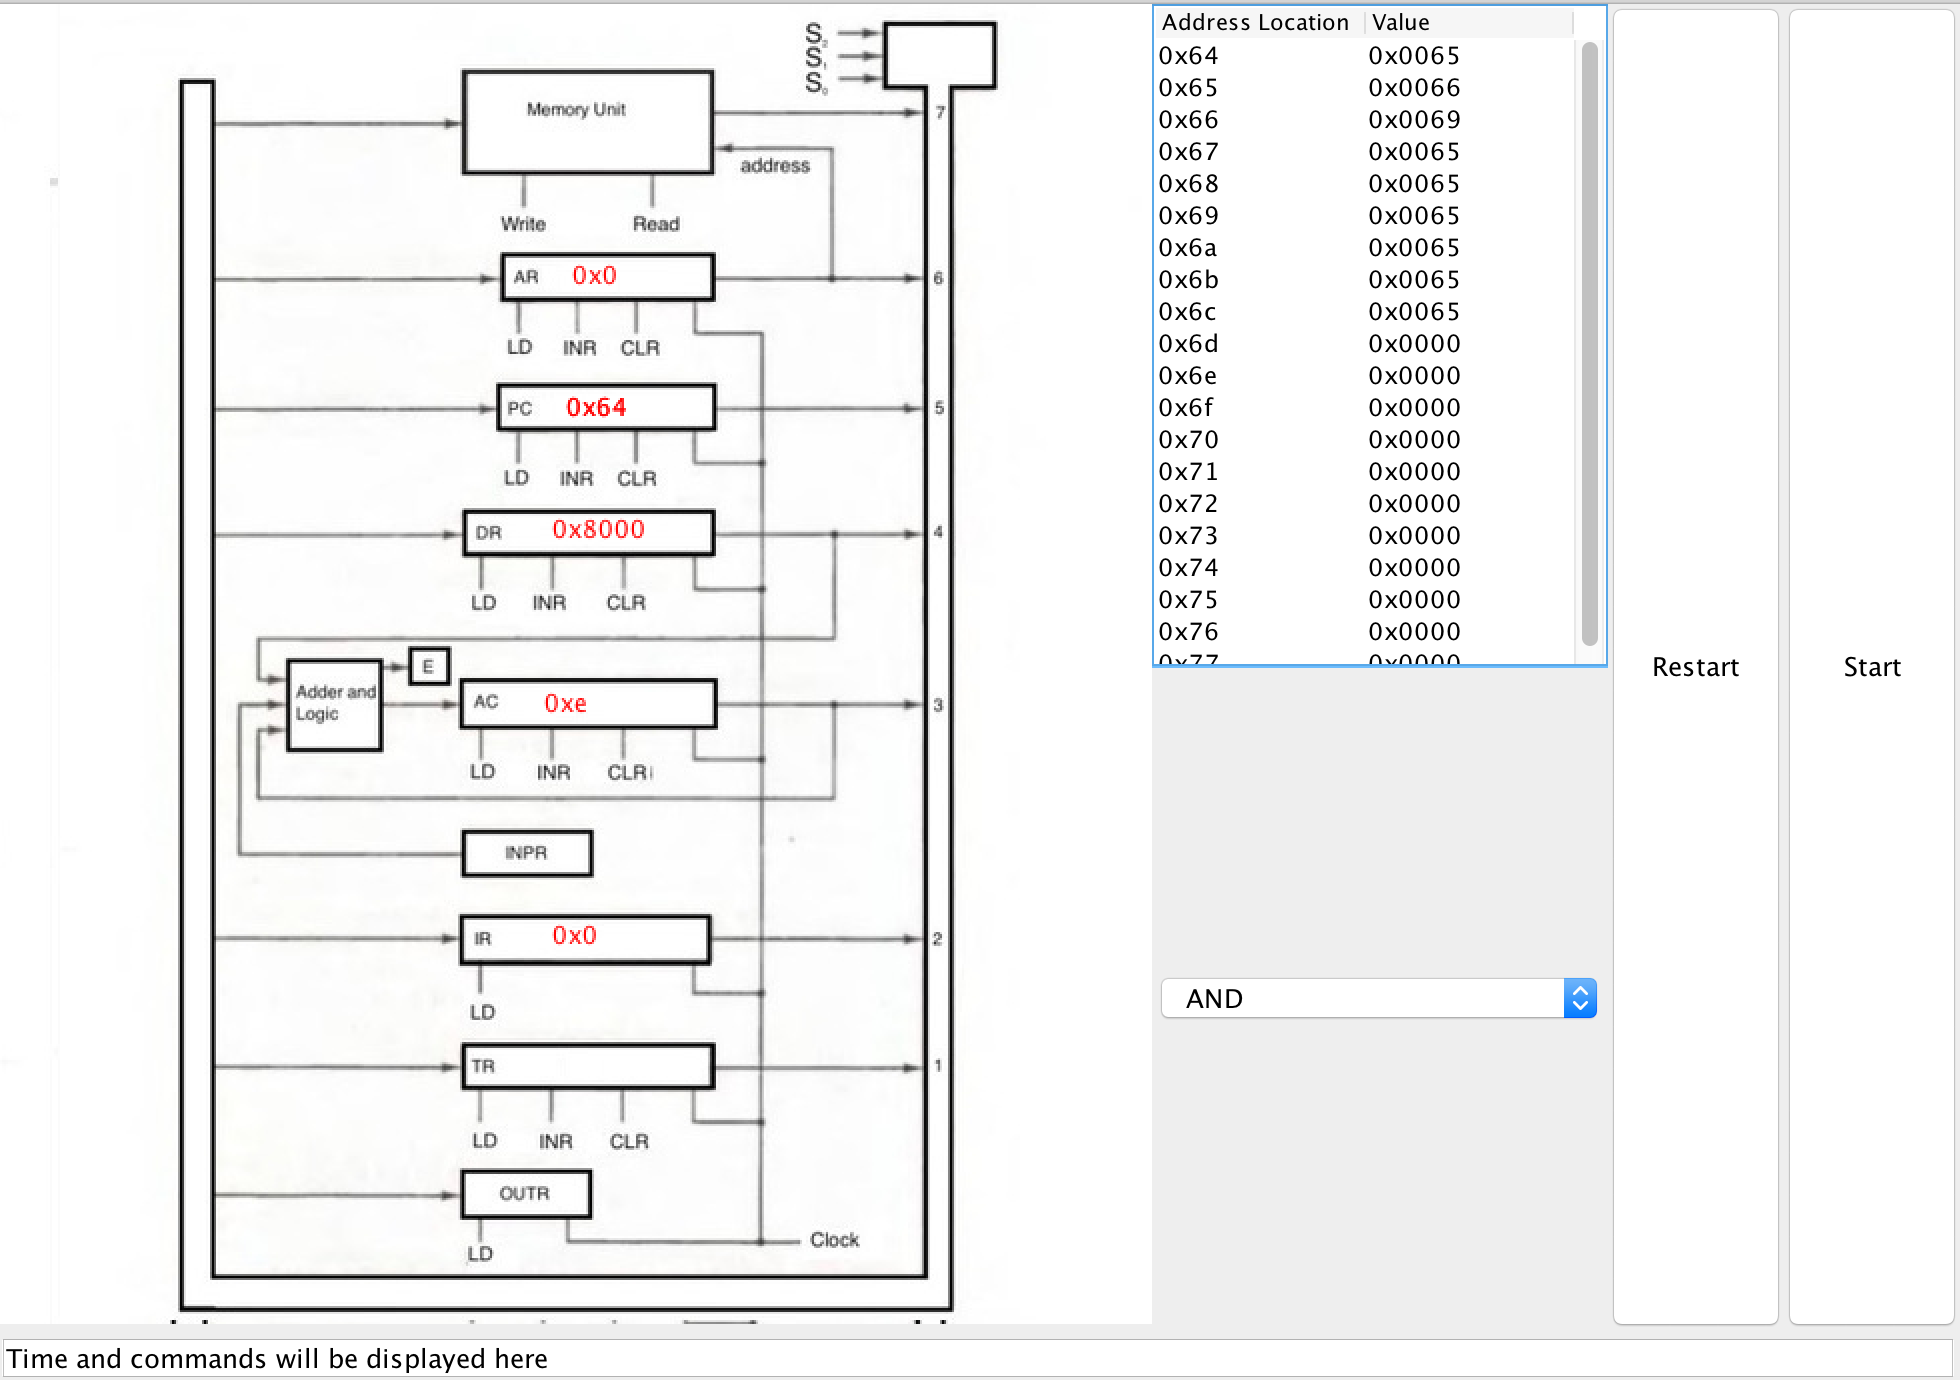 S2
S1
S0
Memory Unit
7
address
Write Read
AR 0x0
6
LD INR CLR
PC 0x64
5
LD INR CLR
DR 0x8000
4
LD INR CLR
E
Adder and
Logic
AC 0xe
3
LD INR CLR
INPR
IR 0x0
2
LD
TR
1
LD INR CLR
OUTR
LD
Clock
Address Location Value
0x64 0x0065
0x65 0x0066
0x66 0x0069
0x67 0x0065
0x68 0x0065
0x69 0x0065
0x6a 0x0065
0x6b 0x0065
0x6c 0x0065
0x6d 0x0000
0x6e 0x0000
0x6f 0x0000
0x70 0x0000
0x71 0x0000
0x72 0x0000
0x73 0x0000
0x74 0x0000
0x75 0x0000
0x76 0x0000
0x77 0x0000
AND
Restart
Start
Time and commands will be displayed here